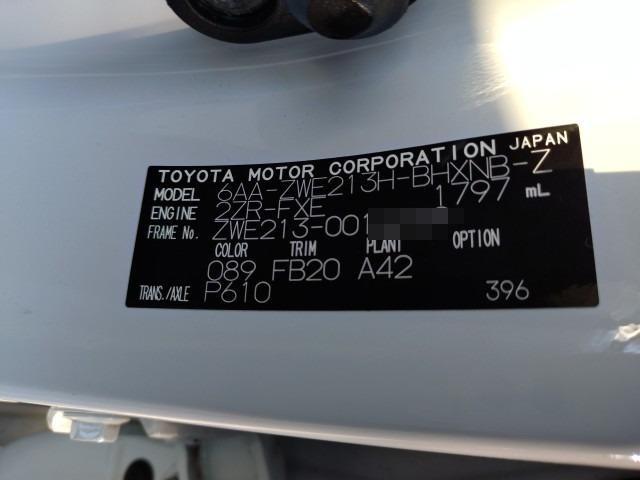 TOYOTA MOTOR CORPORATION JAPAN
MODEL 6AA-ZWE213H-BHXNB-Z
ENGINE 2ZR-FXE 1797 mL
FRAME No. ZWE213-001
COLOR TRIM PLANT OPTION
089 FB20 A42
TRANS./AXLE P610 396